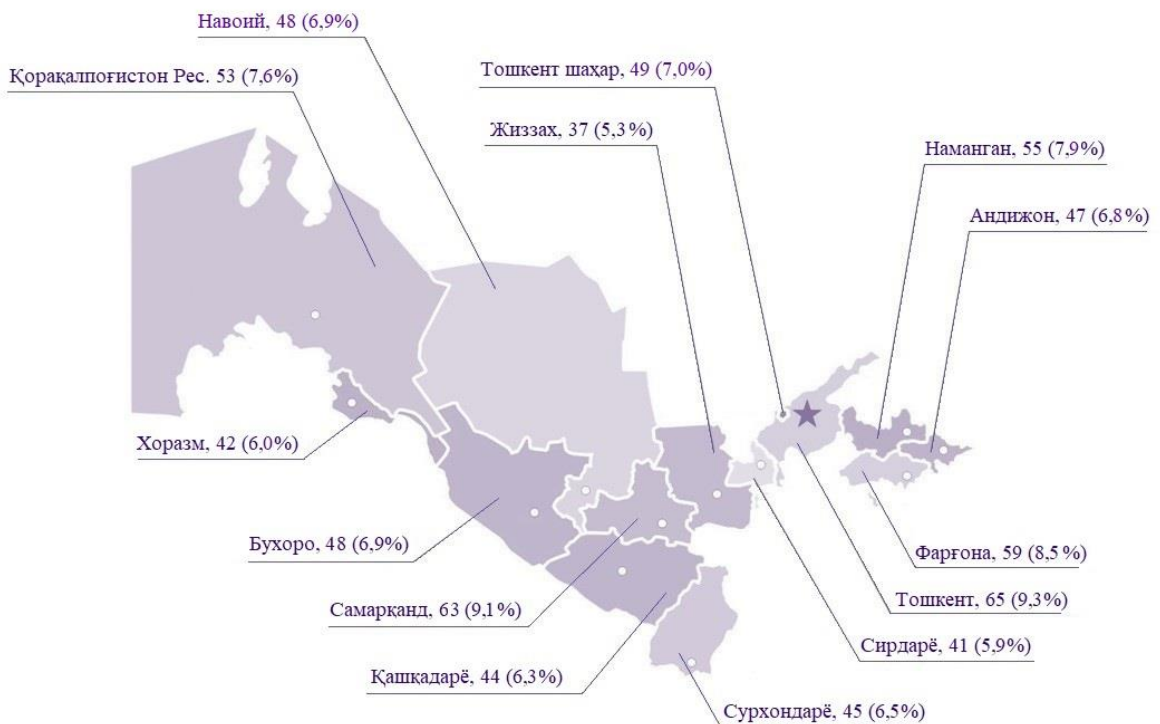 Навоий, 48 (6,9%)
Тошкент шаҳар, 49 (7,0%)
Қорақалпоғистон Рес. 53 (7,6%)
Жиззах, 37 (5,3%)
Наманган, 55 (7,9%)
Андижон, 47 (6,8%)
Хоразм, 42 (6,0%)
Бухоро, 48 (6,9%)
Фарғона, 59 (8,5%)
Самарқанд, 63 (9,1%)
Тошкент, 65 (9,3%)
Сирдарё, 41 (5,9%)
Қашқадарё, 44 (6,3%)
Сурхондарё, 45 (6,5%)